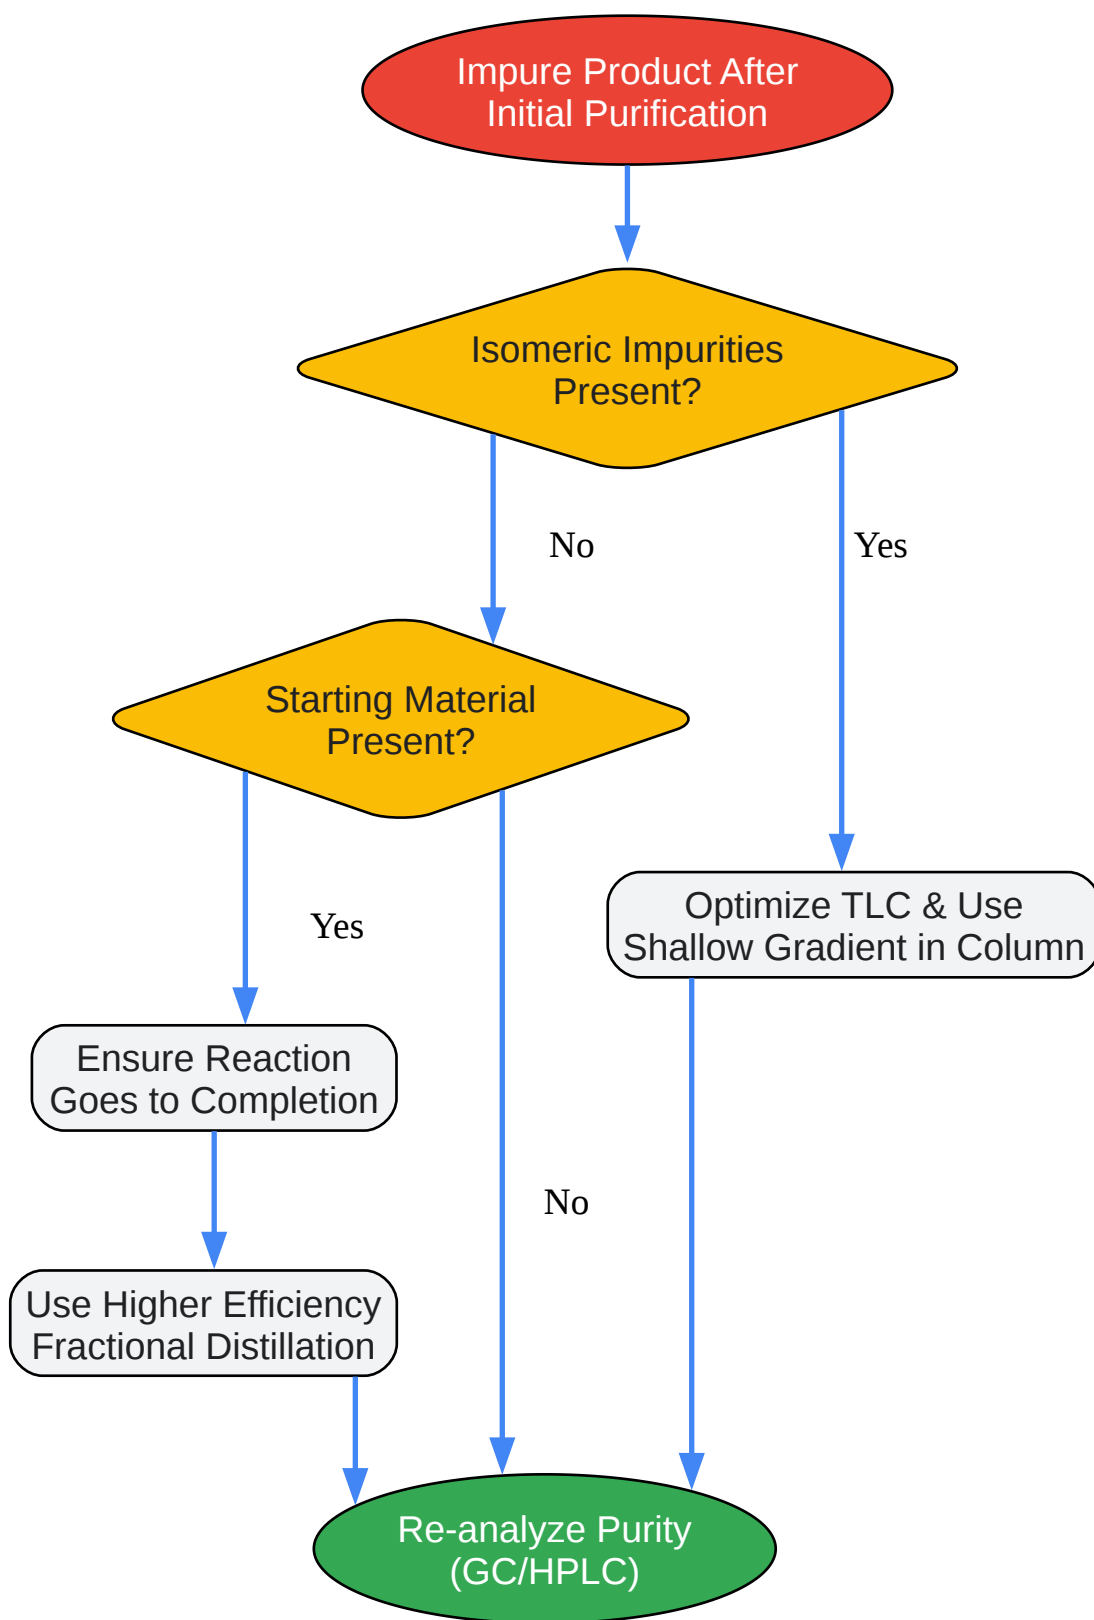 Impure Product After
Initial Purification
Isomeric Impurities
Present?
No
Yes
Starting Material
Present?
Optimize TLC & Use
Shallow Gradient in Column
Yes
Ensure Reaction
Goes to Completion
No
Use Higher Efficiency
Fractional Distillation
Re-analyze Purity
(GC/HPLC)